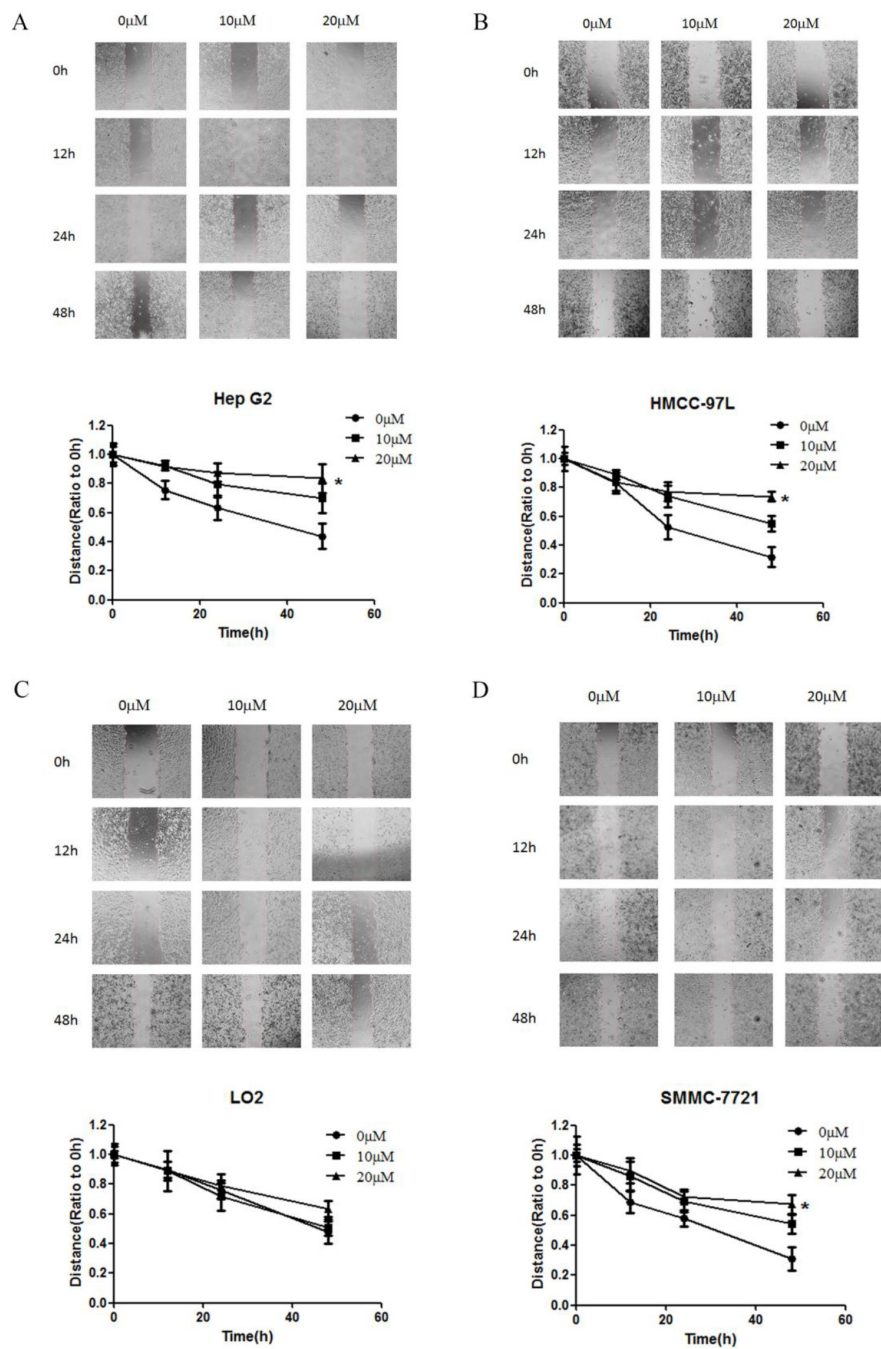 A
0μM 10μM 20μM
0h
12h
24h
48h
Hep G2
0μM
10μM
20μM
*
1.2
1.0
0.8
0.6
0.4
0.2
0.0
Distance(Ratio to 0h)
0 20 40 60
Time(h)
B
0μM 10μM 20μM
0h
12h
24h
48h
HMCC-97L
0μM
10μM
20μM
*
1.2
1.0
0.8
0.6
0.4
0.2
0.0
Distance(Ratio to 0h)
0 20 40 60
Time(h)
C
0μM 10μM 20μM
0h
12h
24h
48h
LO2
0μM
10μM
20μM
1.2
1.0
0.8
0.6
0.4
0.2
0.0
Distance(Ratio to 0h)
0 20 40 60
Time(h)
D
0μM 10μM 20μM
0h
12h
24h
48h
SMMC-7721
0μM
10μM
20μM
*
1.2
1.0
0.8
0.6
0.4
0.2
0.0
Distance(Ratio to 0h)
0 20 40 60
Time(h)